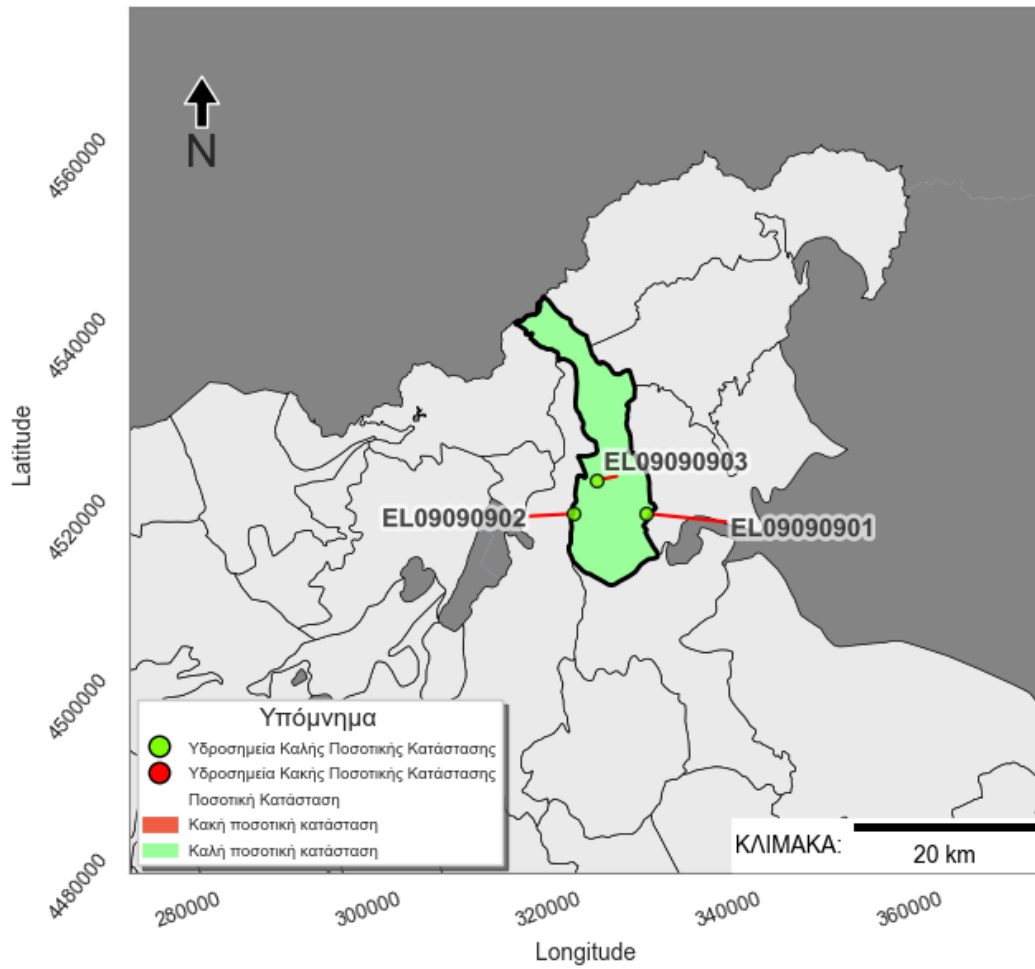 N
4560000
4540000
4520000
4500000
4480000
Latitude
EL09090903
EL09090902
EL09090901
Υπόμνημα
Υδροσημεία Καλής Ποσοτικής Κατάστασης
Υδροσημεία Κακής Ποσοτικής Κατάστασης
Ποσοτική Κατάσταση
Κακή ποσοτική κατάσταση
Καλή ποσοτική κατάσταση
ΚΛΙΜΑΚΑ:
20 km
280000
300000
320000
340000
360000
Longitude